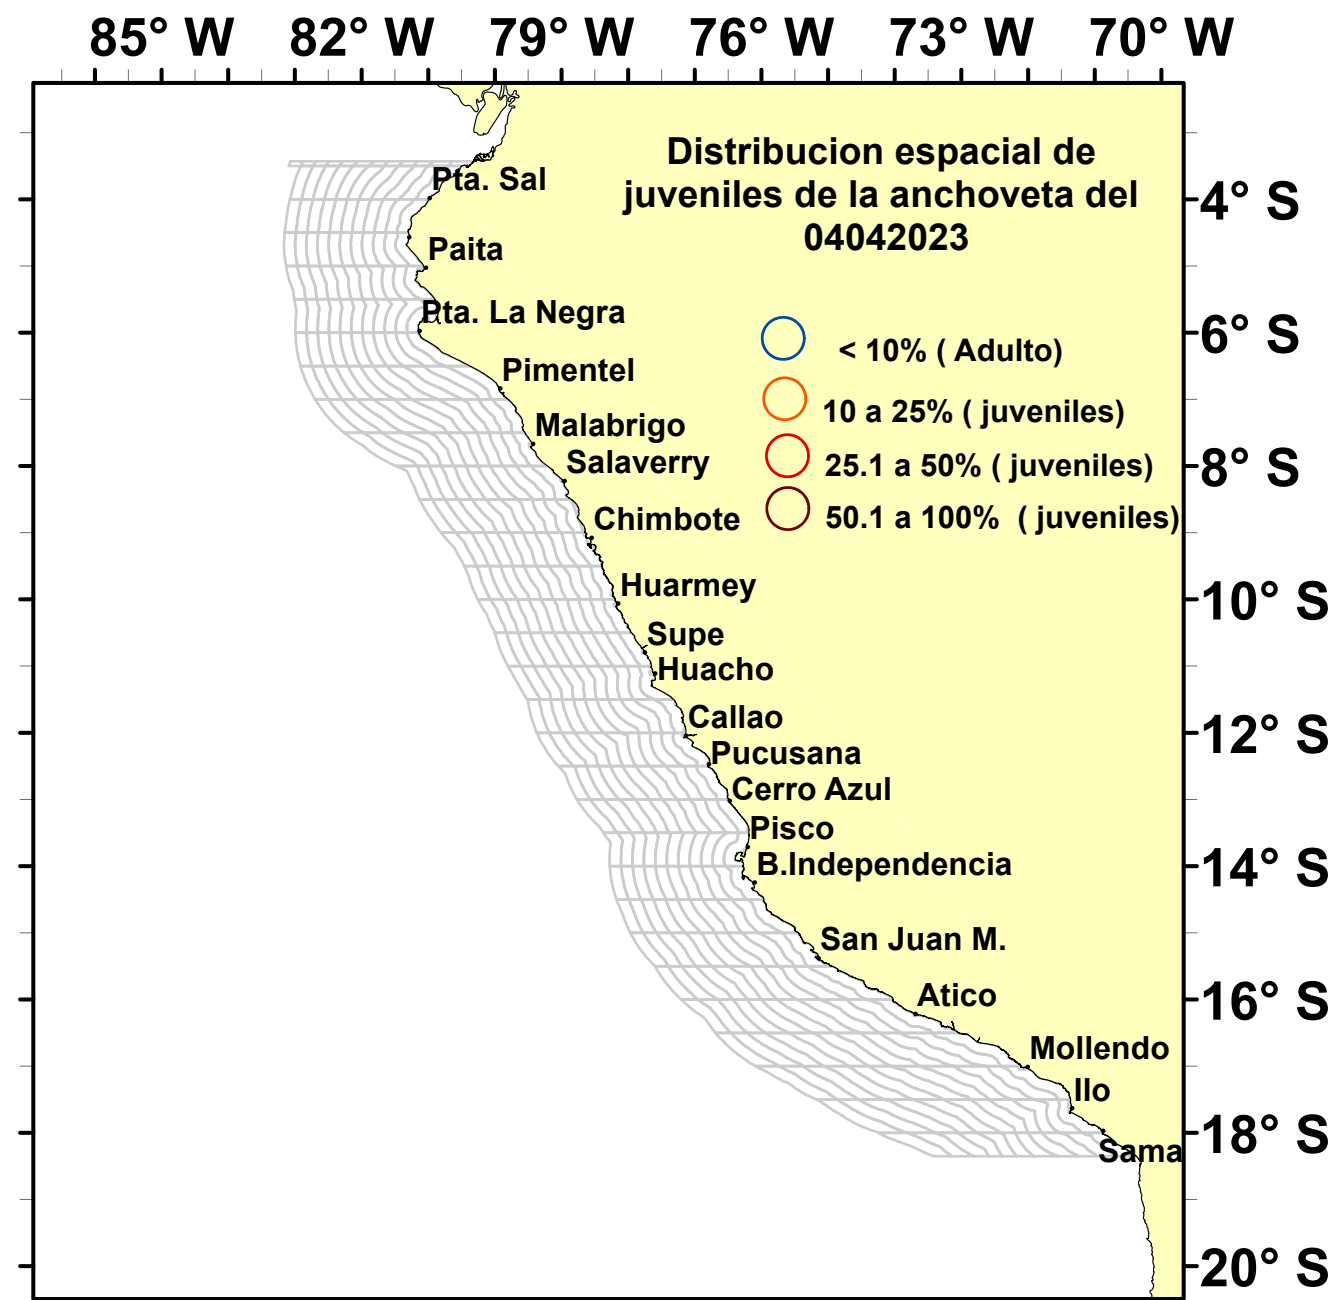 85° W 82° W 79° W 76° W 73° W 70° W
Distribucion espacial de
juveniles de la anchoveta del
04042023
Pta. Sal
4° S
Paita
Pta. La Negra
6° S
< 10% ( Adulto)
Pimentel
10 a 25% ( juveniles)
Malabrigo
Salaverry
25.1 a 50% ( juveniles)
8° S
Chimbote
50.1 a 100% ( juveniles)
Huarmey
10° S
Supe
Huacho
Callao
12° S
Pucusana
Cerro Azul
Pisco
B.Independencia
14° S
San Juan M.
Atico
16° S
Mollendo
Ilo
18° S
Sama
20° S